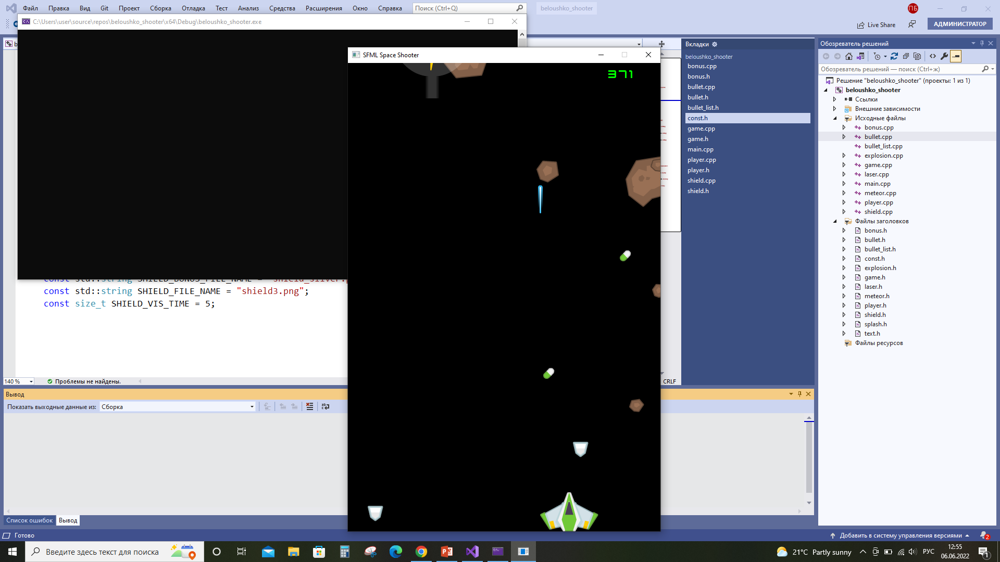 Файл Правка Вид Git Проект Сборка Отладка Тест Анализ Средства Расширения Окно Справка Поиск (Ctrl+Q) beloushko_shooter ПБ
C:\Users\user\source\repos\beloushko_shooter\x64\Debug\beloushko_shooter.exe
Live Share АДМИНИСТРАТОР
SFML Space Shooter
371
const std::string SHIELD_FILE_NAME = "shield3.png";
const size_t SHIELD_VIS_TIME = 5;
140 % Проблемы не найдены. CRLF
Вкладки
beloushko_shooter
bonus.cpp
bonus.h
bullet.cpp
bullet.h
bullet_list.h
const.h
game.cpp
game.h
main.cpp
player.cpp
player.h
shield.cpp
shield.h
Обозреватель решений
Обозреватель решений — поиск (Ctrl+ж)
Решение "beloushko_shooter" (проекты: 1 из 1)
beloushko_shooter
Ссылки
Внешние зависимости
Исходные файлы
bonus.cpp
bullet.cpp
bullet_list.cpp
explosion.cpp
game.cpp
laser.cpp
main.cpp
meteor.cpp
player.cpp
shield.cpp
Файлы заголовков
bonus.h
bullet.h
bullet_list.h
const.h
explosion.h
game.h
laser.h
meteor.h
player.h
shield.h
splash.h
text.h
Файлы ресурсов
Вывод
Показать выходные данные из: Сборка
Список ошибок Вывод
Готово
Добавить в систему управления версиями 2
Введите здесь текст для поиска
21°C Partly sunny РУС
12:55
06.06.2022
1